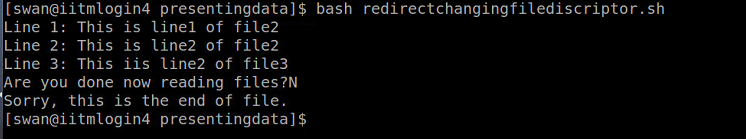 [swan@iitmlogin4 presentingdata]$ bash redirectchangingfilediscriptor.sh
Line 1: This is line1 of file2
Line 2: This is line2 of file2
Line 3: This iis line2 of file3
Are you done now reading files?N
Sorry, this is the end of file.
[swan@iitmlogin4 presentingdata]$